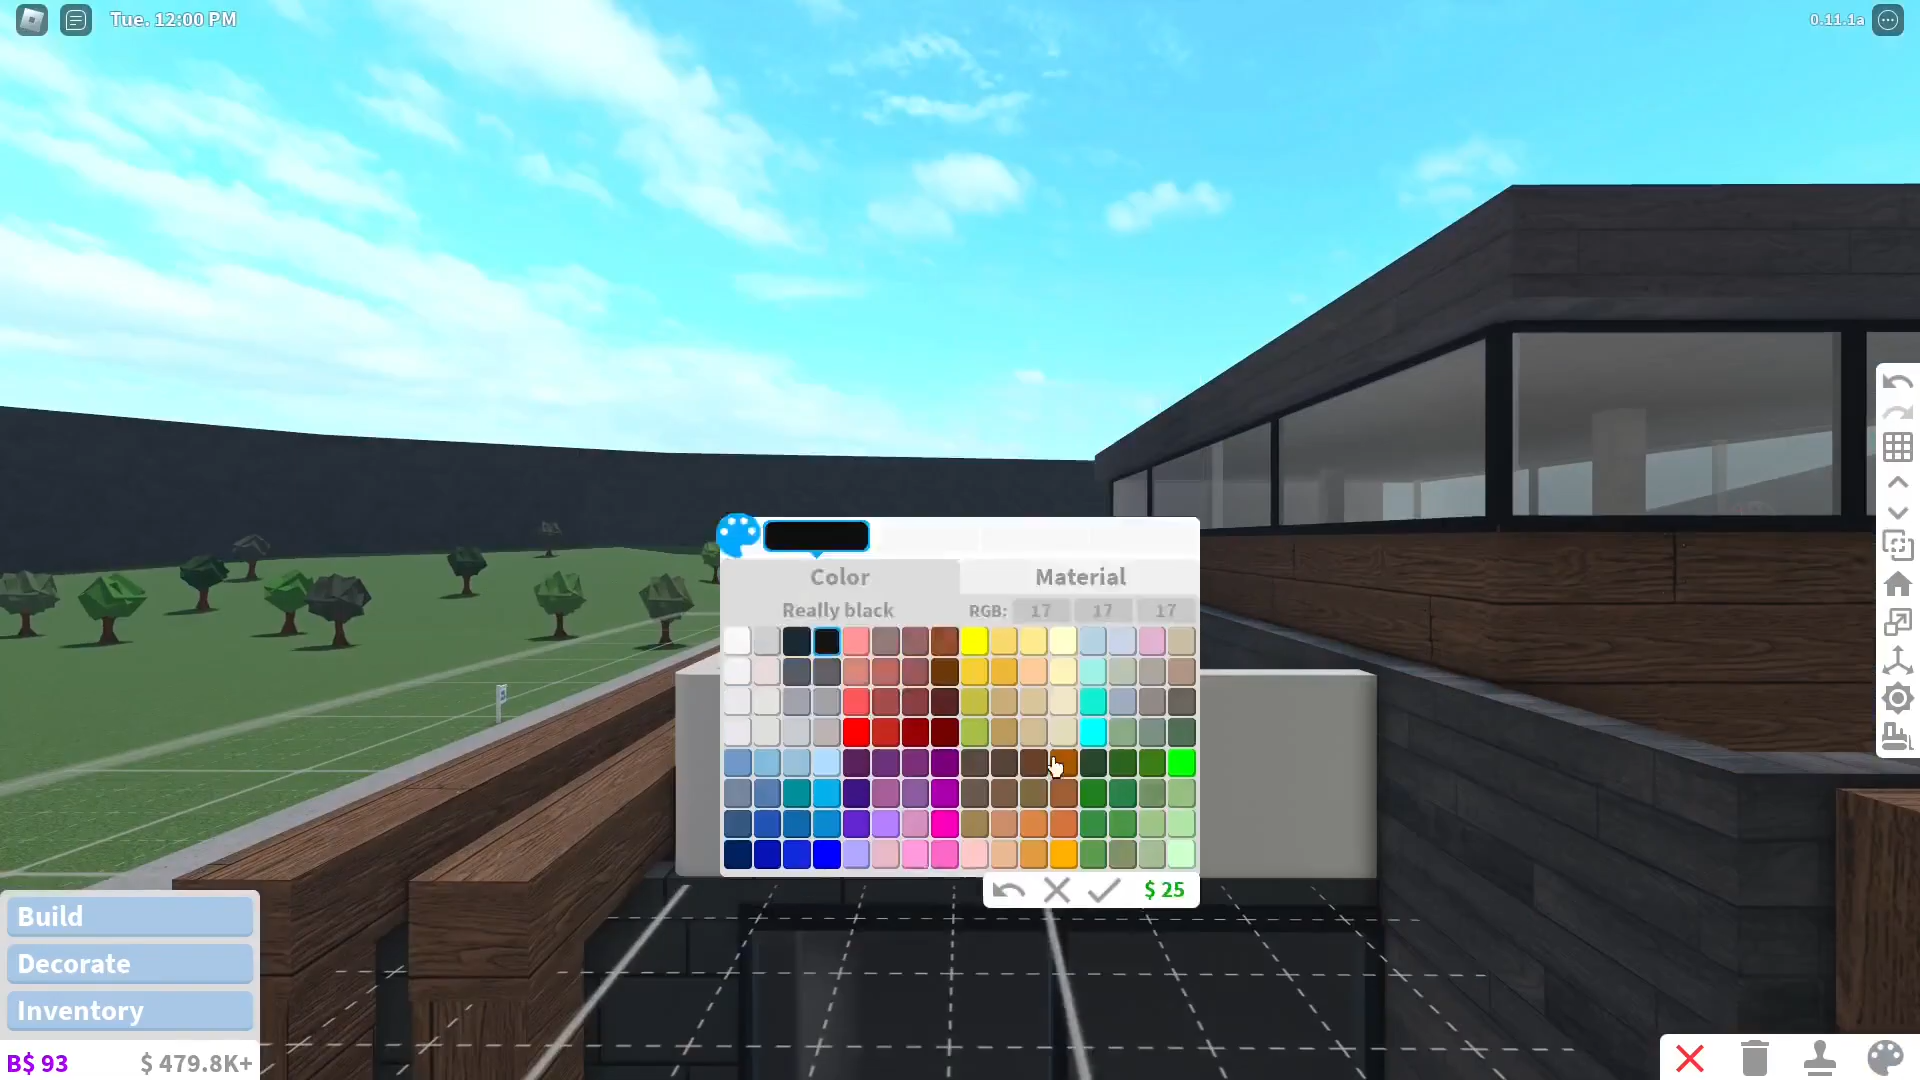 Tue. 12:00 PM
0.11.1a
Color
Material
Really black
RGB: 17 17 17
$ 25
Build
Decorate
Inventory
B$ 93
$ 479.8K+